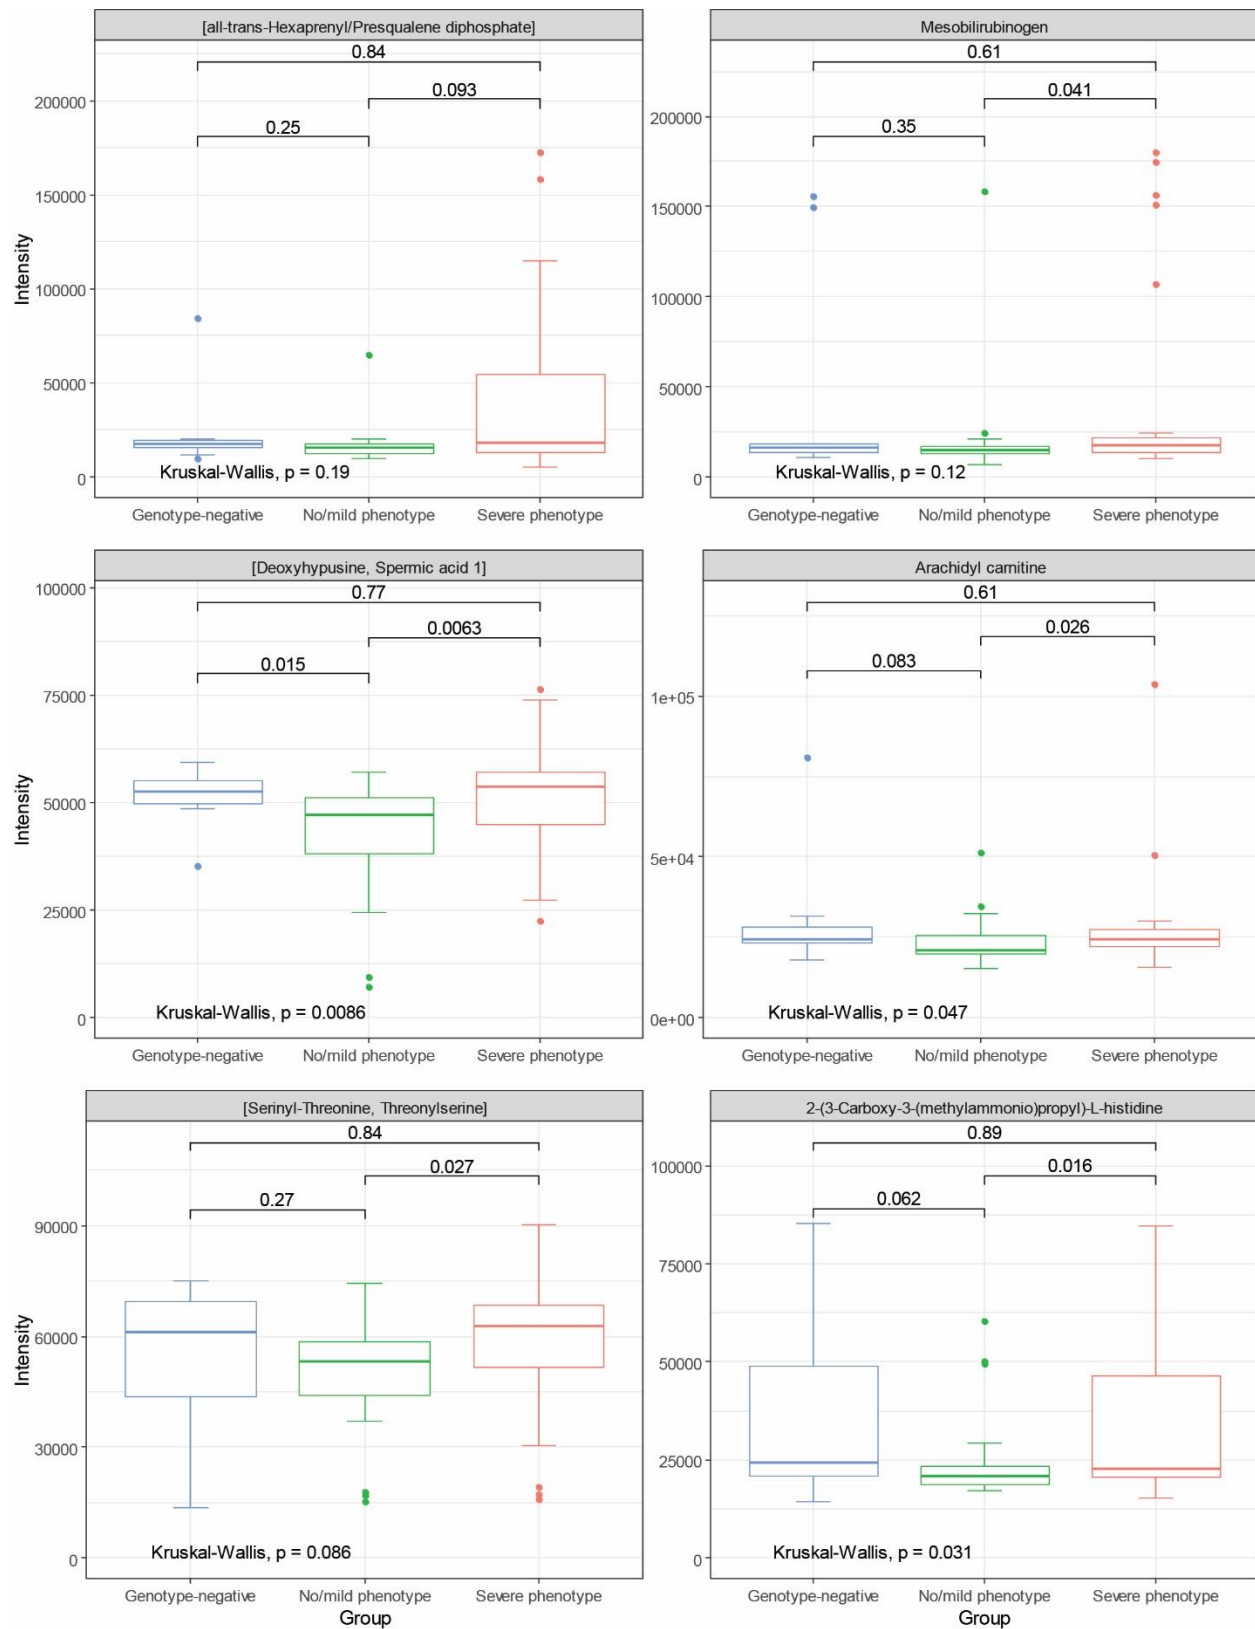 [all-trans-Hexaprenyl/Presqualene diphosphate]
0.84
0.093
0.25
200000
150000
100000
50000
0
Intensity
Kruskal-Wallis, p = 0.19
Genotype-negative No/mild phenotype Severe phenotype
Mesobilirubinogen
0.61
0.041
0.35
200000
150000
100000
50000
0
Kruskal-Wallis, p = 0.12
Genotype-negative No/mild phenotype Severe phenotype
[Deoxyhypusine, Spermic acid 1]
0.77
0.0063
0.015
100000
75000
50000
25000
0
Intensity
Kruskal-Wallis, p = 0.0086
Genotype-negative No/mild phenotype Severe phenotype
Arachidyl carnitine
0.61
0.026
0.083
1e+05
5e+04
0e+00
Kruskal-Wallis, p = 0.047
Genotype-negative No/mild phenotype Severe phenotype
[Serinyl-Threonine, Threonylserine]
0.84
0.027
0.27
90000
60000
30000
0
Intensity
Kruskal-Wallis, p = 0.086
Genotype-negative No/mild phenotype Severe phenotype
Group
2-(3-Carboxy-3-(methylammonio)propyl)-L-histidine
0.89
0.016
0.062
100000
75000
50000
25000
0
Kruskal-Wallis, p = 0.031
Genotype-negative No/mild phenotype Severe phenotype
Group